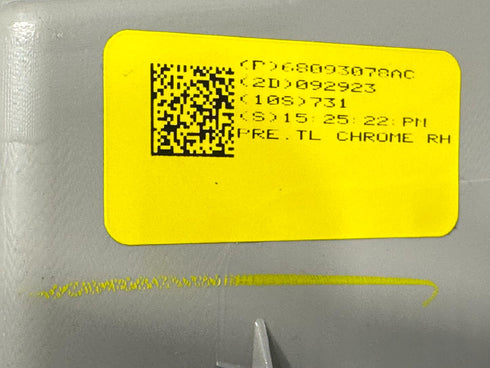 (P)68093078AC
(2D)092923
(10S)731
(S)15:25:22:PM
PRE.TL CHROME RH